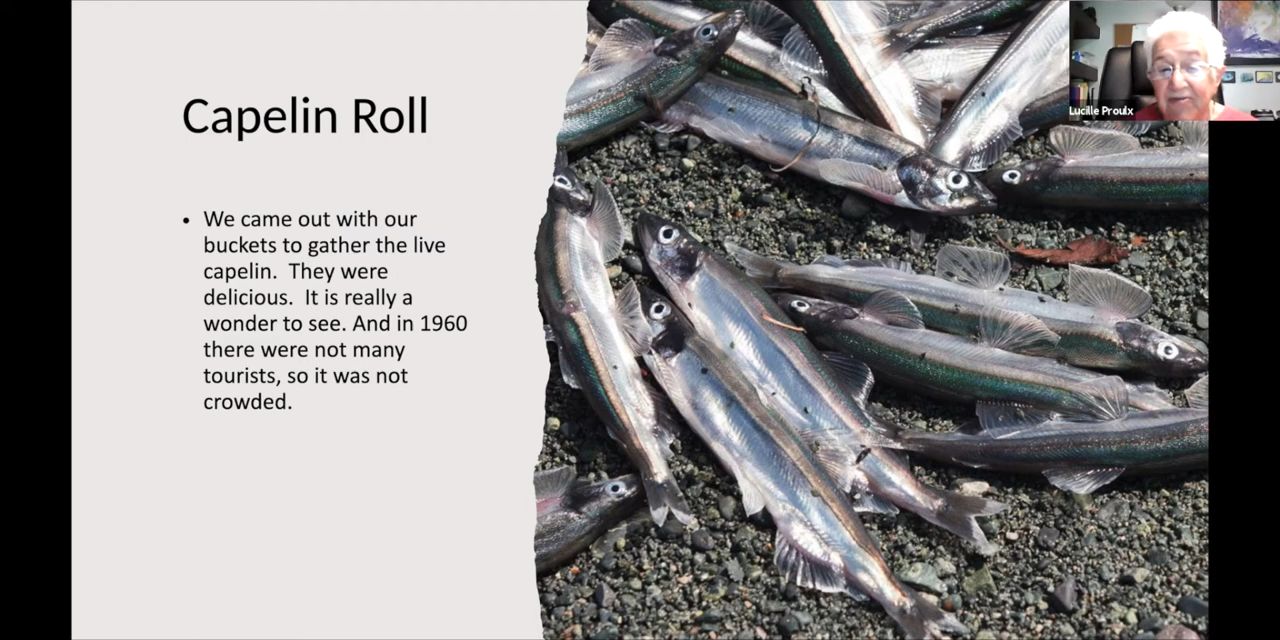 Capelin Roll
Lucille Proulx
• We came out with our
buckets to gather the live
capelin.  They were
delicious.  It is really a
wonder to see. And in 1960
there were not many
tourists, so it was not
crowded.